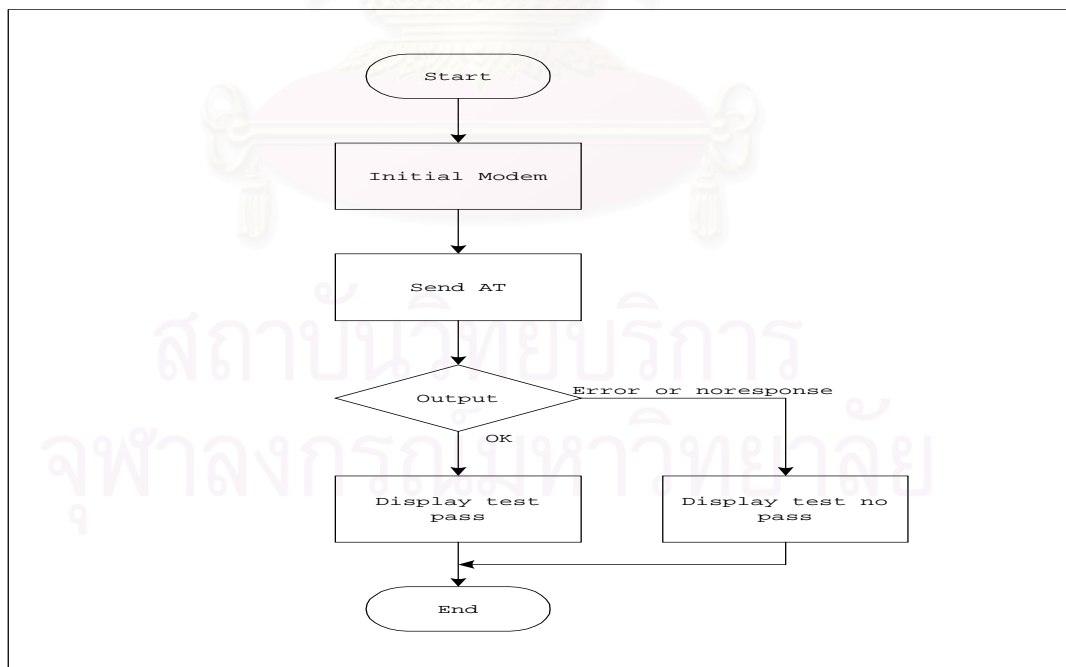 Start
Initial Modem
Send AT
Output
Error or noresponse
OK
Display test
pass
Display test no
pass
End
สถาบันวิทยบริการ
จุฬาลงกรณ์มหาวิทยาลัย